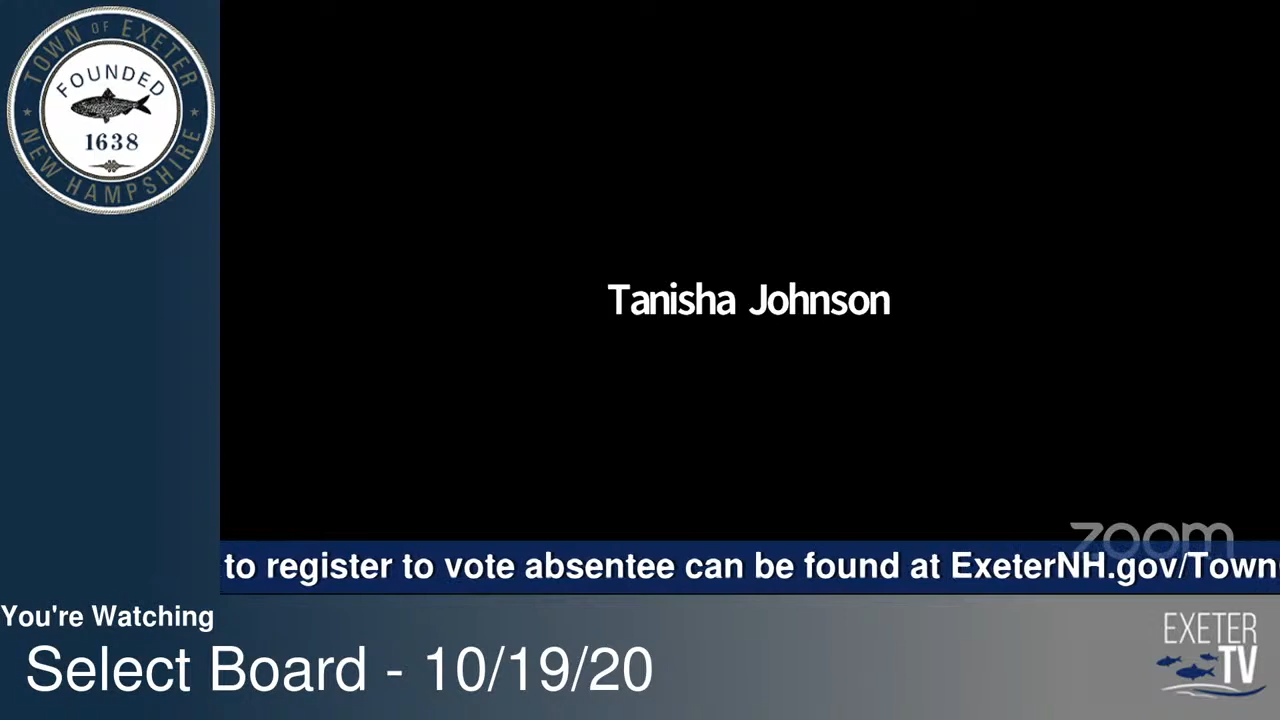 TOWN OF EXETER
FOUNDED
1638
NEW HAMPSHIRE
Tanisha Johnson
zoom
to register to vote absentee can be found at ExeterNH.gov/Town
You're Watching
Select Board - 10/19/20
EXETER
TV